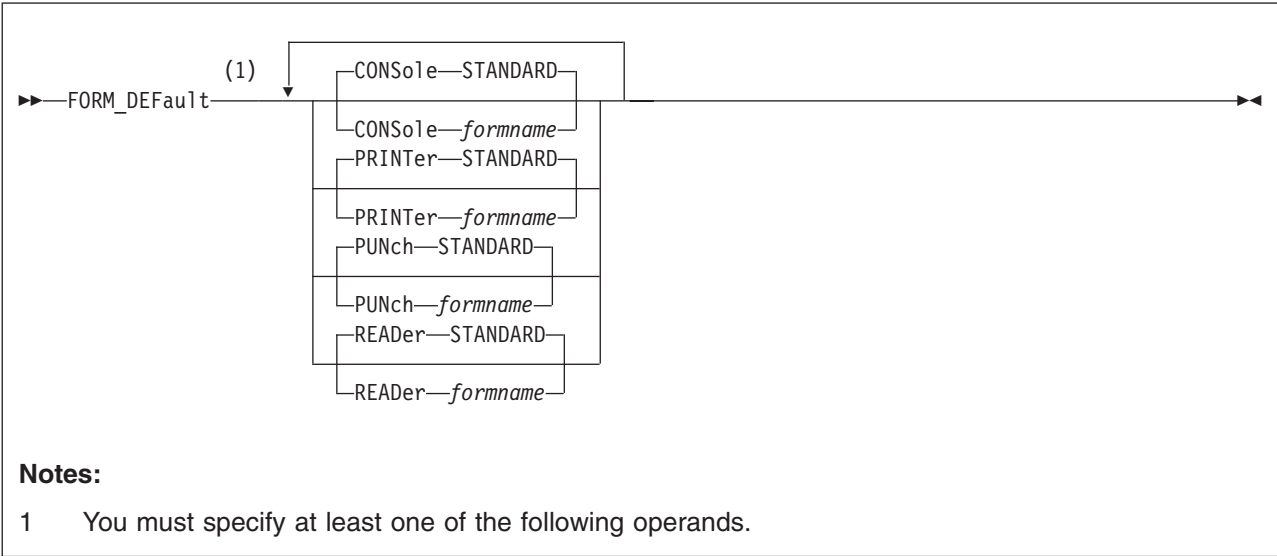 (1)
CONSole STANDARD
FORM_DEFault
CONSole formname
PRINTer STANDARD
PRINTer formname
PUNch STANDARD
PUNch formname
READer STANDARD
READer formname
Notes:
1 You must specify at least one of the following operands.